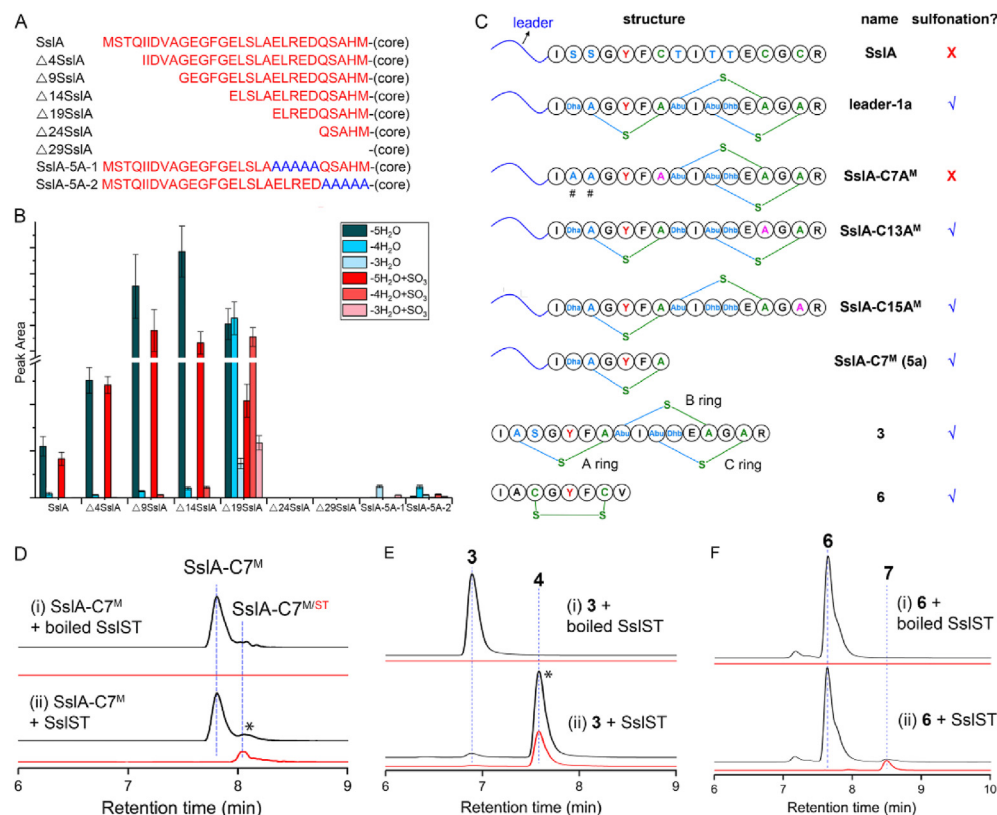 A
SslA MSTQIIDVAGEGFGELSLAELREDQSAHM-(core)
△4SslA IIDVAGEGFGELSLAELREDQSAHM-(core)
△9SslA GEGFGELSLAELREDQSAHM-(core)
△14SslA ELSLAELREDQSAHM-(core)
△19SslA ELREDQSAHM-(core)
△24SslA QSAHM-(core)
△29SslA -(core)
SslA-5A-1 MSTQIIDVAGEGFGELSLAAAAAAQSAHM-(core)
SslA-5A-2 MSTQIIDVAGEGFGELSLAELREDAAAAA-(core)
B
Peak Area
-5H₂O
-4H₂O
-3H₂O
-5H₂O+SO₃
-4H₂O+SO₃
-3H₂O+SO₃
SslA △4SslA △9SslA △14SslA △19SslA △24SslA △29SslA SslA-5A-1 SslA-5A-2
C
structure name sulfonation?
leader
I S S G Y F C T I T T E C G C R SslA X
S
I Dha A G Y F A Abu I Abu Dhb E A G A R leader-1a √
S S
S
I A A G Y F A Abu I Abu Dhb E A G A R SslA-C7Aᴹ X
# # S
I Dha A G Y F A Dhb I Abu Dhb E A G A R SslA-C13Aᴹ √
S S
S
I Dha A G Y F A Abu I Dhb Dhb E A G A R SslA-C15Aᴹ √
S
I Dha A G Y F A SslA-C7ᴹ (5a) √
S
B ring
S
I A S G Y F A Abu I Abu Dhb E A G A R 3 √
S A ring S C ring
I A C G Y F C V 6 √
S S
D
SslA-C7ᴹ
SslA-C7ᴹ/ST
(i) SslA-C7ᴹ
+ boiled SslST
(ii) SslA-C7ᴹ
+ SslST
*
6 7 8 9
Retention time (min)
E
3
4
(i) 3 +
boiled SslST
*
(ii) 3 + SslST
6 7 8 9
Retention time (min)
F
6
7
(i) 6 +
boiled SslST
(ii) 6 + SslST
6 7 8 9 10
Retention time (min)